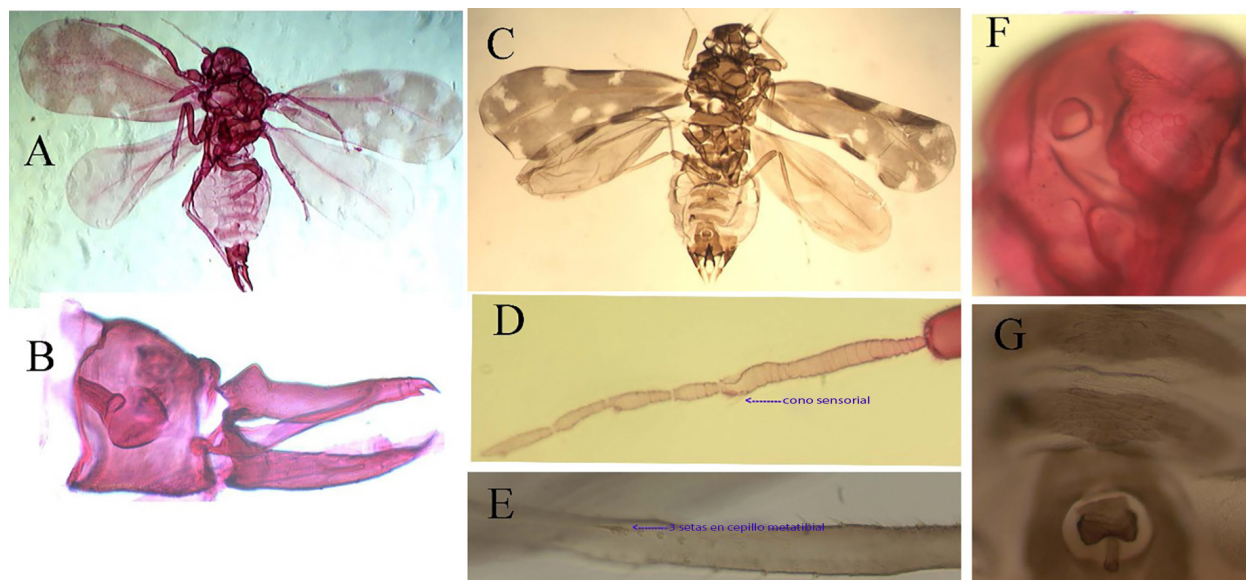 A
B
C
D
<--------cono sensorial
E
<---------3 setas en cepillo metatibial
F
G